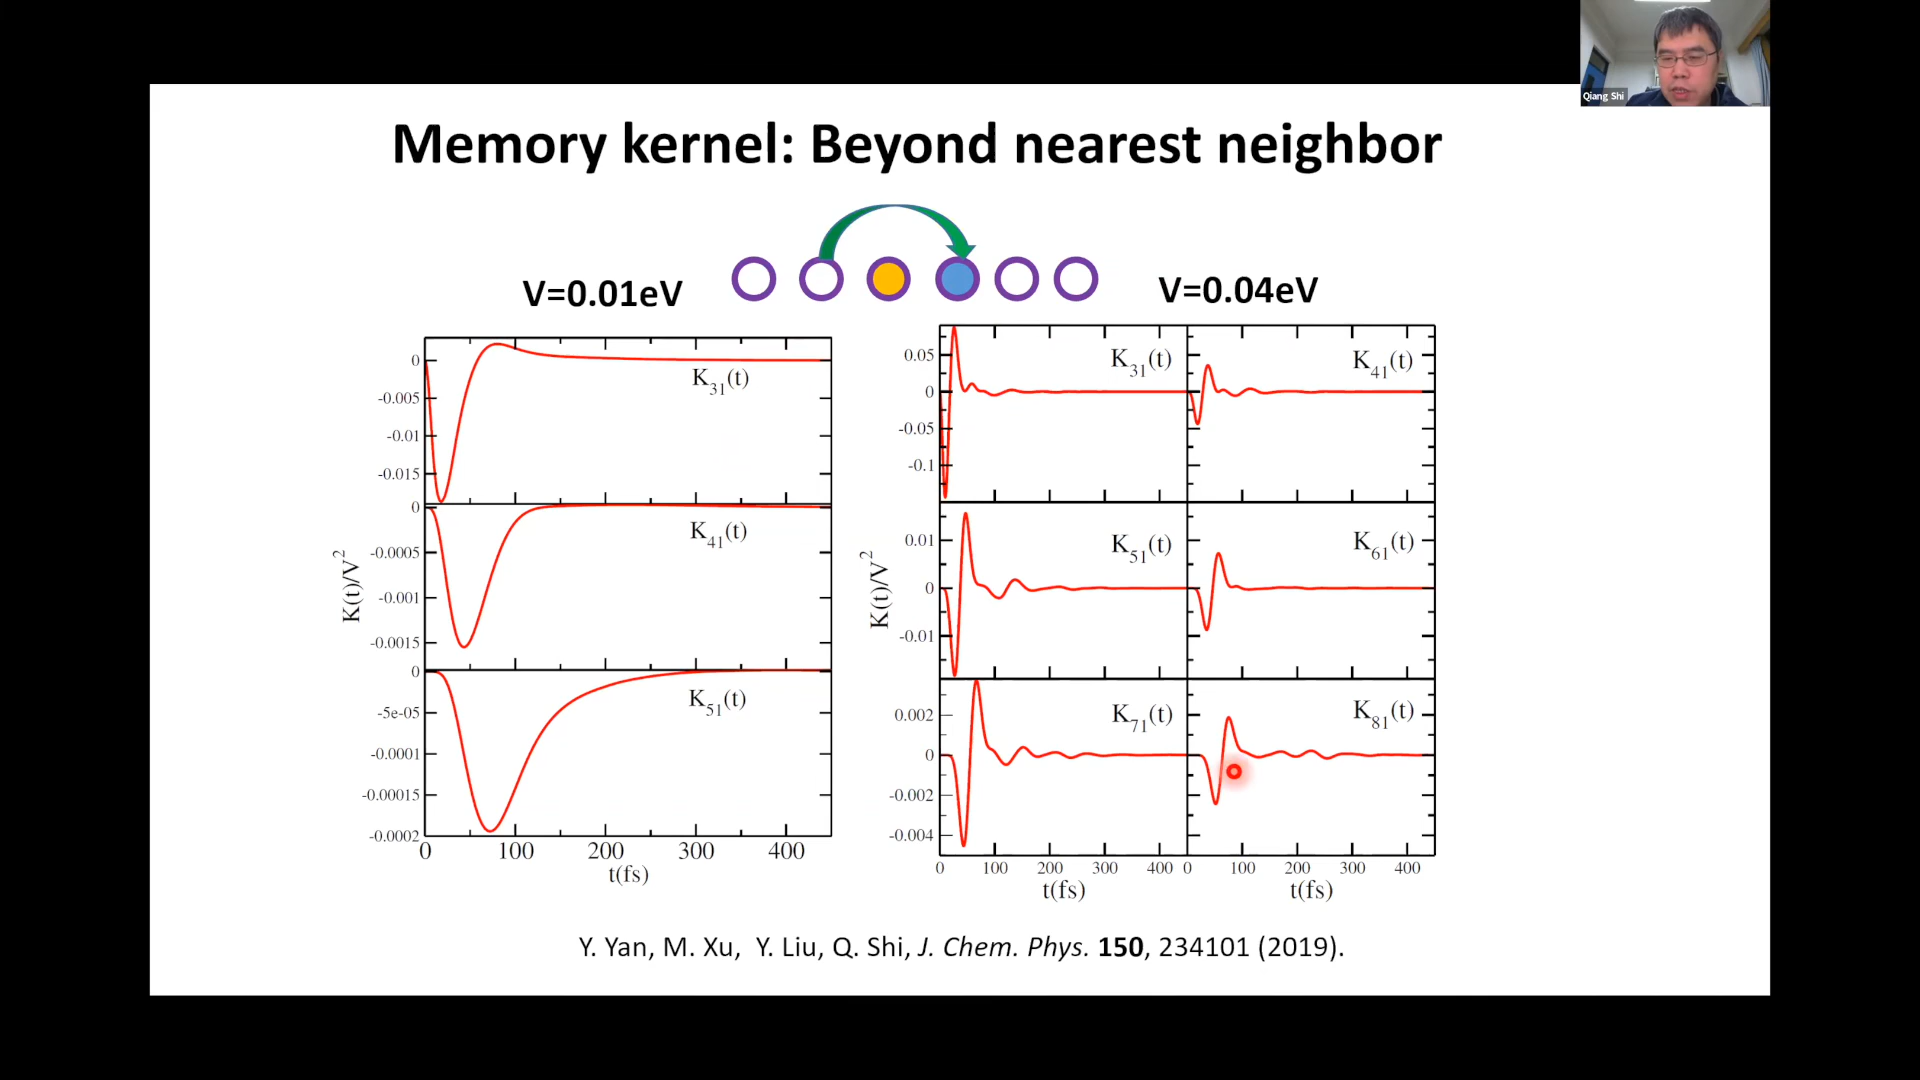 Qiang Shi
Memory kernel: Beyond nearest neighbor
V=0.01eV
V=0.04eV
0
-0.005
-0.01
-0.015
K31(t)
0
-0.0005
-0.001
-0.0015
K41(t)
0
-5e-05
-0.0001
-0.00015
-0.0002
K51(t)
K(t)/V²
0 100 200 300 400
t(fs)
0.05
0
-0.05
-0.1
K31(t)
K41(t)
0.01
0
-0.01
K51(t)
K61(t)
0.002
0
-0.002
-0.004
K71(t)
K81(t)
K(t)/V²
0 100 200 300 400 0 100 200 300 400
t(fs) t(fs)
Y. Yan, M. Xu, Y. Liu, Q. Shi, J. Chem. Phys. 150, 234101 (2019).